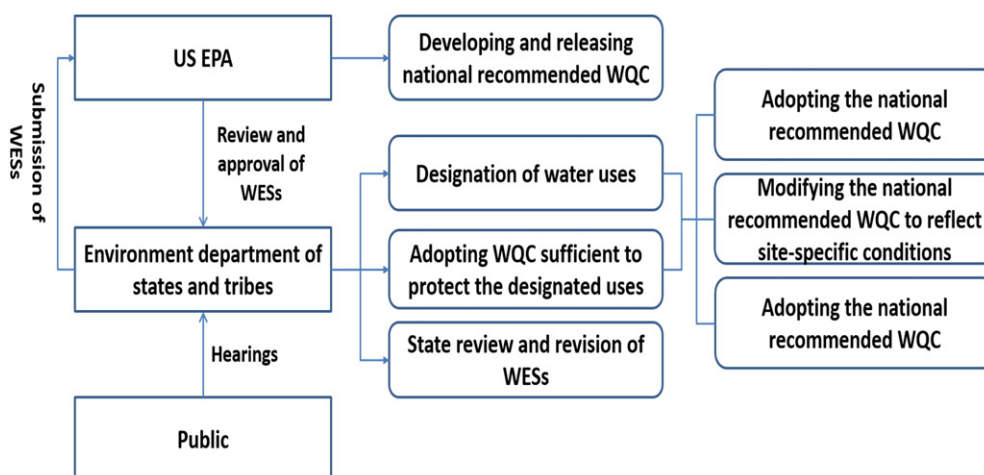 US EPA
Developing and releasing
national recommended WQC
Submission of
WESs
Review and
approval of
WESs
Adopting the national
recommended WQC
Designation of water uses
Modifying the national
recommended WQC to reflect
site-specific conditions
Environment department of
states and tribes
Adopting WQC sufficient to
protect the designated uses
Adopting the national
recommended WQC
Hearings
State review and revision of
WESs
Public